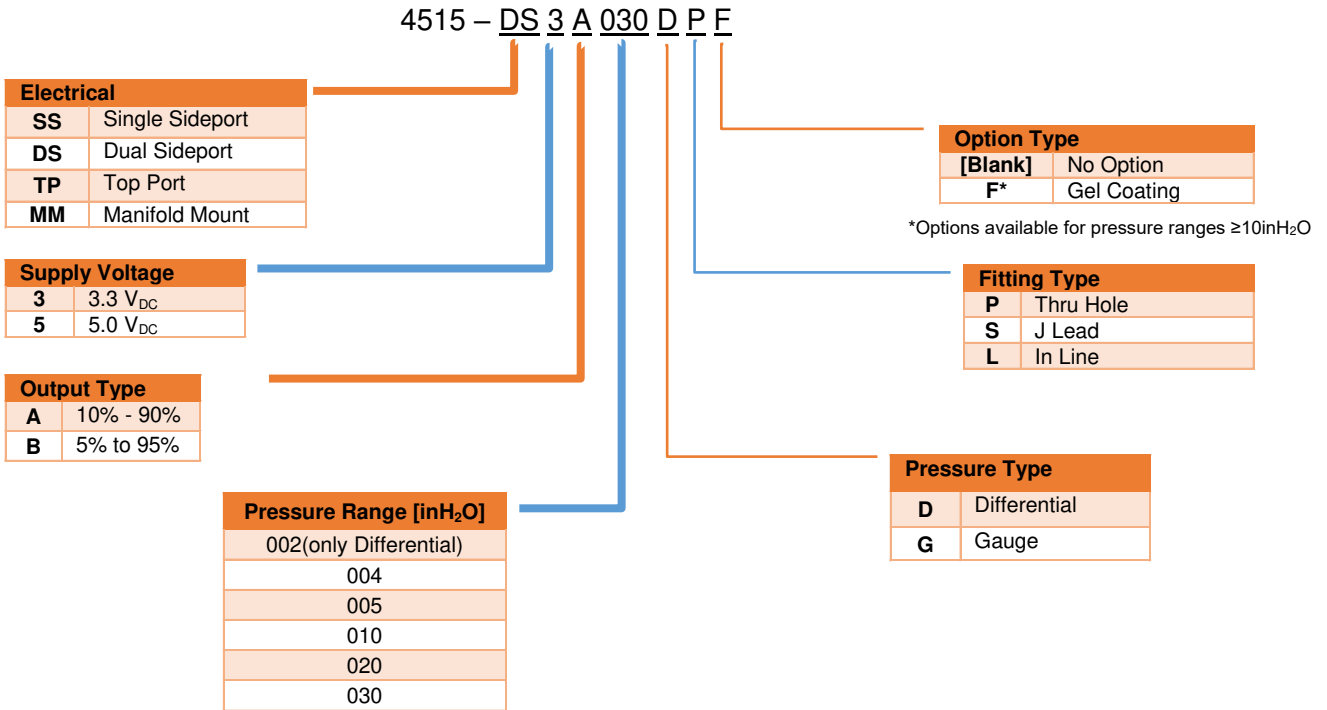 4515 – DS 3 A 030 D P F
Electrical
SS Single Sideport
DS Dual Sideport
TP Top Port
MM Manifold Mount
Supply Voltage
3 3.3 VDC
5 5.0 VDC
Output Type
A 10% - 90%
B 5% to 95%
Pressure Range [inH2O]
002(only Differential)
004
005
010
020
030
Option Type
[Blank] No Option
F* Gel Coating
*Options available for pressure ranges ≥10inH2O
Fitting Type
P Thru Hole
S J Lead
L In Line
Pressure Type
D Differential
G Gauge